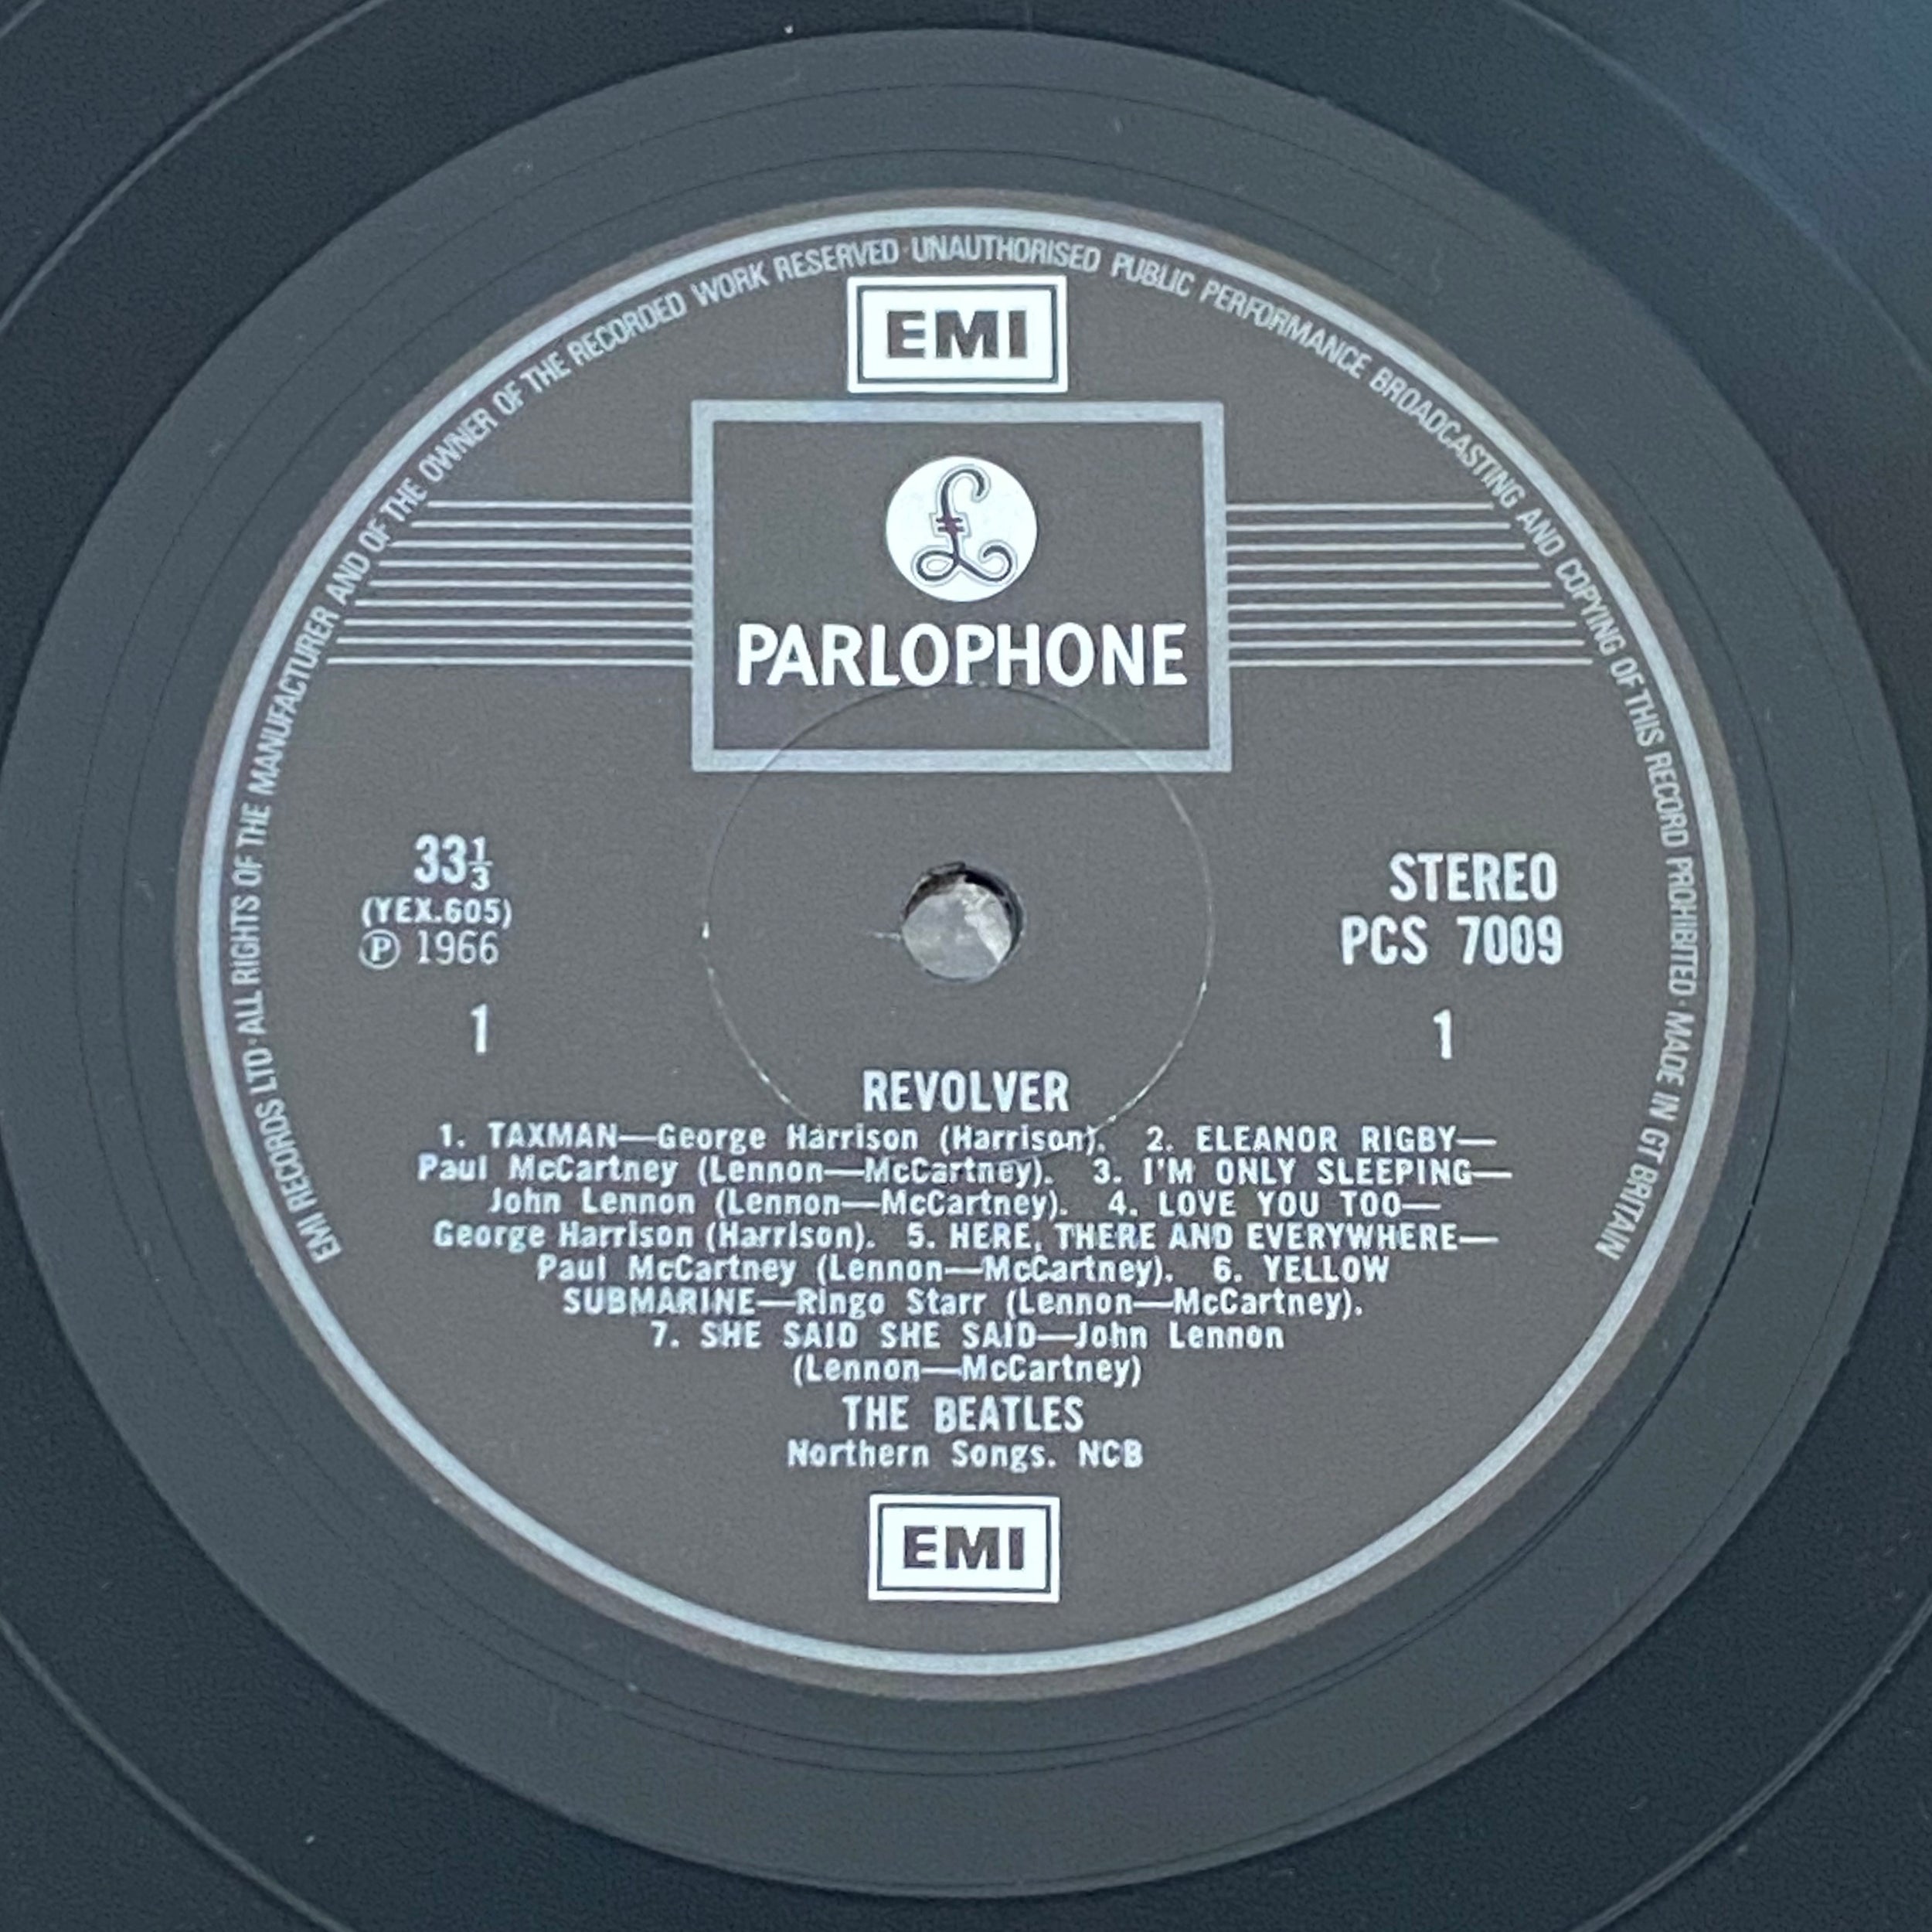 EMI RECORDS LTD · ALL RIGHTS OF THE MANUFACTURER AND OF THE OWNER OF THE RECORDED WORK RESERVED · UNAUTHORISED PUBLIC PERFORMANCE BROADCASTING AND COPYING OF THIS RECORD PROHIBITED · MADE IN GT BRITAIN
EMI
£
PARLOPHONE
33⅓
(YEX.605)
℗ 1966
1
STEREO
PCS 7009
1
REVOLVER
1. TAXMAN—George Harrison (Harrison). 2. ELEANOR RIGBY—
Paul McCartney (Lennon—McCartney). 3. I'M ONLY SLEEPING—
John Lennon (Lennon—McCartney). 4. LOVE YOU TOO—
George Harrison (Harrison). 5. HERE, THERE AND EVERYWHERE—
Paul McCartney (Lennon—McCartney). 6. YELLOW
SUBMARINE—Ringo Starr (Lennon—McCartney).
7. SHE SAID SHE SAID—John Lennon
(Lennon—McCartney)
THE BEATLES
Northern Songs. NCB
EMI